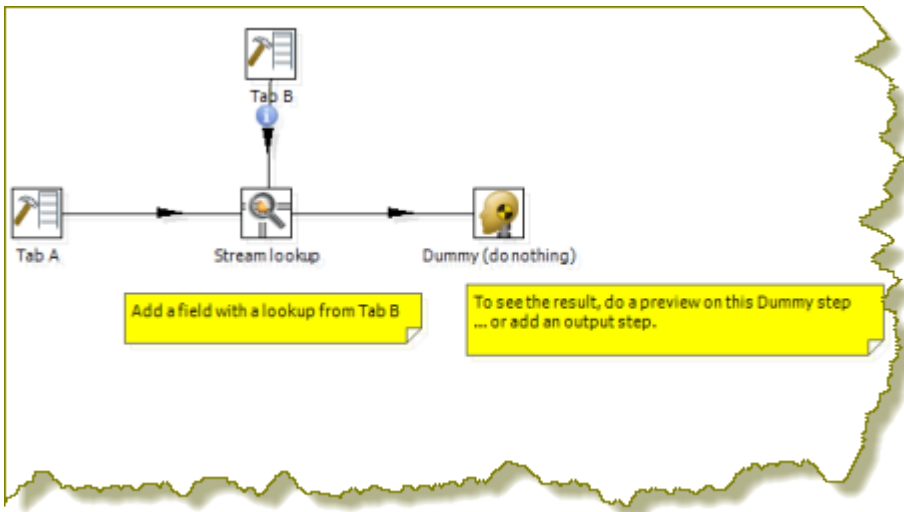 Tab B
Tab A
Stream lookup
Dummy (do nothing)
Add a field with a lookup from Tab B
To see the result, do a preview on this Dummy step
... or add an output step.